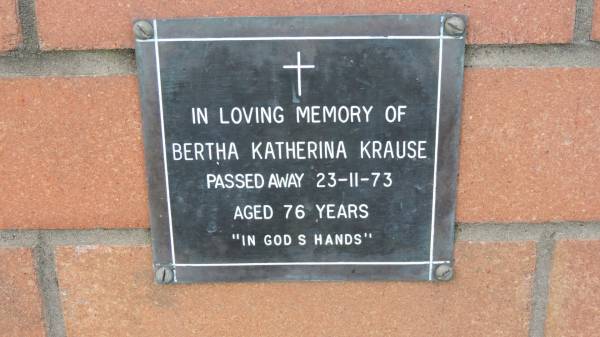 IN LOVING MEMORY OF
BERTHA KATHERINA KRAUSE
PASSED AWAY 23-11-73
AGED 76 YEARS
"IN GOD S HANDS"